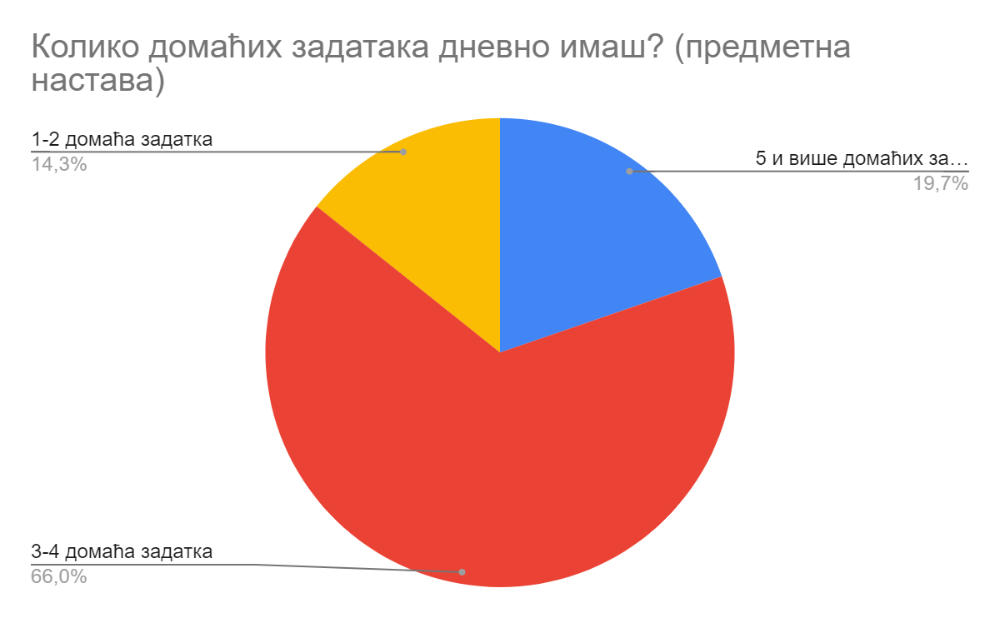 Колико домаћих задатака дневно имаш? (предметна
настава)
1-2 домаћа задатка
14,3%
5 и више домаћих за…
19,7%
3-4 домаћа задатка
66,0%